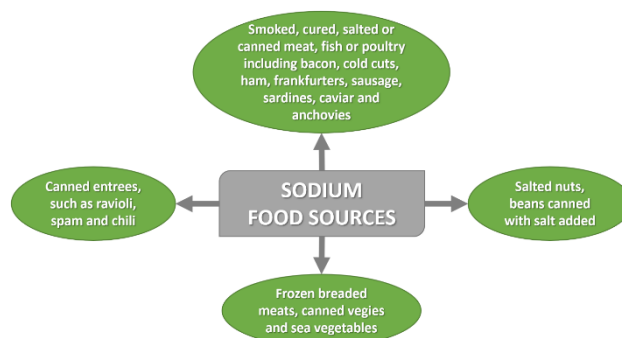 Smoked, cured, salted or
canned meat, fish or poultry
including bacon, cold cuts,
ham, frankfurters, sausage,
sardines, caviar and
anchovies
Canned entrees,
such as ravioli,
spam and chili
SODIUM
FOOD SOURCES
Salted nuts,
beans canned
with salt added
Frozen breaded
meats, canned vegies
and sea vegetables